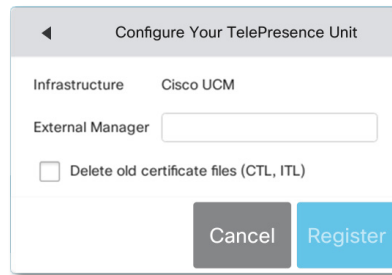 Configure Your TelePresence Unit
Infrastructure Cisco UCM
External Manager
Delete old certificate files (CTL, ITL)
Cancel Register